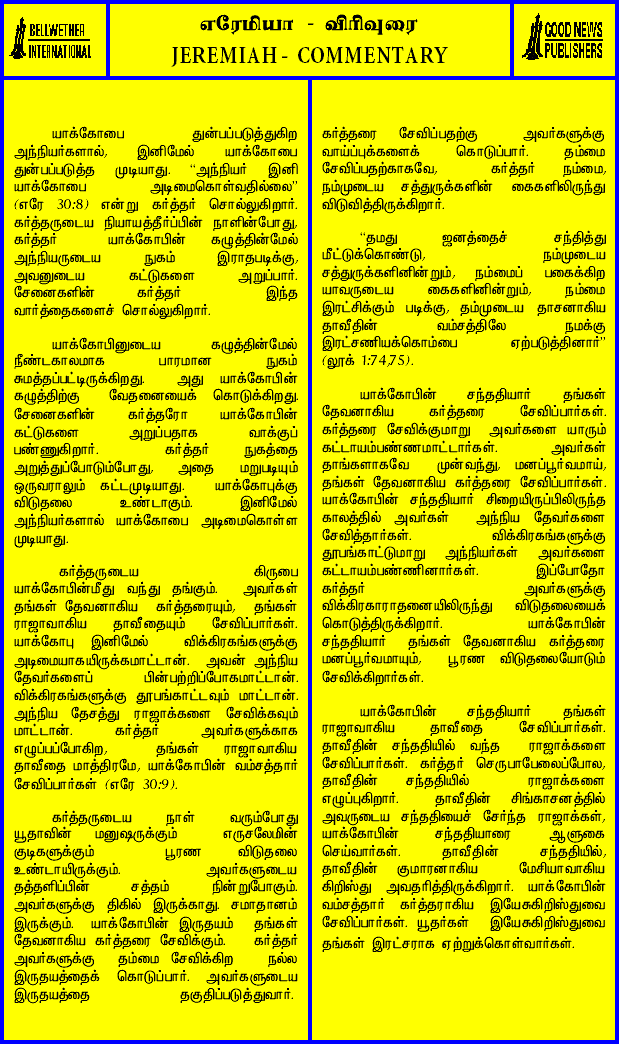 BELLWETHER
INTERNATIONAL
எரேமியா - விரிவுரை
JEREMIAH - COMMENTARY
GOOD NEWS
PUBLISHERS
யாக்கோபை துன்பப்படுத்துகிற
அந்நியர்களால், இனிமேல் யாக்கோபை
துன்பப்படுத்த முடியாது. “அந்நியர் இனி
யாக்கோபை அடிமைகொள்வதில்லை”
(எரே 30:8) என்று கர்த்தர் சொல்லுகிறார்.
கர்த்தருடைய நியாயத்தீர்ப்பின் நாளின்போது,
கர்த்தர் யாக்கோபின் கழுத்தின்மேல்
அந்நியருடைய நுகம் இராதபடிக்கு,
அவனுடைய கட்டுகளை அறுப்பார்.
சேனைகளின் கர்த்தர் இந்த
வார்த்தைகளைச் சொல்லுகிறார்.
யாக்கோபினுடைய கழுத்தின்மேல்
நீண்டகாலமாக பாரமான நுகம்
சுமத்தப்பட்டிருக்கிறது. அது யாக்கோபின்
கழுத்திற்கு வேதனையைக் கொடுக்கிறது.
சேனைகளின் கர்த்தரோ யாக்கோபின்
கட்டுகளை அறுப்பதாக வாக்குப்
பண்ணுகிறார். கர்த்தர் நுகத்தை
அறுத்துப்போடும்போது, அதை மறுபடியும்
ஒருவராலும் கட்டமுடியாது. யாக்கோபுக்கு
விடுதலை உண்டாகும். இனிமேல்
அந்நியர்களால் யாக்கோபை அடிமைகொள்ள
முடியாது.
கர்த்தருடைய கிருபை
யாக்கோபின்மீது வந்து தங்கும். அவர்கள்
தங்கள் தேவனாகிய கர்த்தரையும், தங்கள்
ராஜாவாகிய தாவீதையும் சேவிப்பார்கள்.
யாக்கோபு இனிமேல் விக்கிரகங்களுக்கு
அடிமையாகயிருக்கமாட்டான். அவன் அந்நிய
தேவர்களைப் பின்பற்றிப்போகமாட்டான்.
விக்கிரகங்களுக்கு தூபங்காட்டவும் மாட்டான்.
அந்நிய தேசத்து ராஜாக்களை சேவிக்கவும்
மாட்டான். கர்த்தர் அவர்களுக்காக
எழுப்பப்போகிற, தங்கள் ராஜாவாகிய
தாவீதை மாத்திரமே, யாக்கோபின் வம்சத்தார்
சேவிப்பார்கள் (எரே 30:9).
கர்த்தருடைய நாள் வரும்போது
யூதாவின் மனுஷருக்கும் எருசலேமின்
குடிகளுக்கும் பூரண விடுதலை
உண்டாயிருக்கும். அவர்களுடைய
தத்தளிப்பின் சத்தம் நின்றுபோகும்.
அவர்களுக்கு திகில் இருக்காது. சமாதானம்
இருக்கும். யாக்கோபின் இருதயம் தங்கள்
தேவனாகிய கர்த்தரை சேவிக்கும். கர்த்தர்
அவர்களுக்கு தம்மை சேவிக்கிற நல்ல
இருதயத்தைக் கொடுப்பார். அவர்களுடைய
இருதயத்தை தகுதிப்படுத்துவார்.
கர்த்தரை சேவிப்பதற்கு அவர்களுக்கு
வாய்ப்புக்களைக் கொடுப்பார். தம்மை
சேவிப்பதற்காகவே, கர்த்தர் நம்மை,
நம்முடைய சத்துருக்களின் கைகளிலிருந்து
விடுவித்திருக்கிறார்.
“தமது ஜனத்தைச் சந்தித்து
மீட்டுக்கொண்டு, நம்முடைய
சத்துருக்களினின்றும், நம்மைப் பகைக்கிற
யாவருடைய கைகளினின்றும், நம்மை
இரட்சிக்கும் படிக்கு, தம்முடைய தாசனாகிய
தாவீதின் வம்சத்திலே நமக்கு
இரட்சணியக்கொம்பை ஏற்படுத்தினார்”
(லூக் 1:74,75).
யாக்கோபின் சந்ததியார் தங்கள்
தேவனாகிய கர்த்தரை சேவிப்பார்கள்.
கர்த்தரை சேவிக்குமாறு அவர்களை யாரும்
கட்டாயம்பண்ணமாட்டார்கள். அவர்கள்
தாங்களாகவே முன்வந்து, மனப்பூர்வமாய்,
தங்கள் தேவனாகிய கர்த்தரை சேவிப்பார்கள்.
யாக்கோபின் சந்ததியார் சிறையிருப்பிலிருந்த
காலத்தில் அவர்கள் அந்நிய தேவர்களை
சேவித்தார்கள். விக்கிரகங்களுக்கு
தூபங்காட்டுமாறு அந்நியர்கள் அவர்களை
கட்டாயம்பண்ணினார்கள். இப்போதோ
கர்த்தர் அவர்களுக்கு
விக்கிரகாராதனையிலிருந்து விடுதலையைக்
கொடுத்திருக்கிறார். யாக்கோபின்
சந்ததியார் தங்கள் தேவனாகிய கர்த்தரை
மனப்பூர்வமாயும், பூரண விடுதலையோடும்
சேவிக்கிறார்கள்.
யாக்கோபின் சந்ததியார் தங்கள்
ராஜாவாகிய தாவீதை சேவிப்பார்கள்.
தாவீதின் சந்ததியில் வந்த ராஜாக்களை
சேவிப்பார்கள். கர்த்தர் செருபாபேலைப்போல,
தாவீதின் சந்ததியில் ராஜாக்களை
எழுப்புகிறார். தாவீதின் சிங்காசனத்தில்
அவருடைய சந்ததியைச் சேர்ந்த ராஜாக்கள்,
யாக்கோபின் சந்ததியாரை ஆளுகை
செய்வார்கள். தாவீதின் சந்ததியில்,
தாவீதின் குமாரனாகிய மேசியாவாகிய
கிறிஸ்து அவதரித்திருக்கிறார். யாக்கோபின்
வம்சத்தார் கர்த்தராகிய இயேசுகிறிஸ்துவை
சேவிப்பார்கள். யூதர்கள் இயேசுகிறிஸ்துவை
தங்கள் இரட்சராக ஏற்றுக்கொள்வார்கள்.